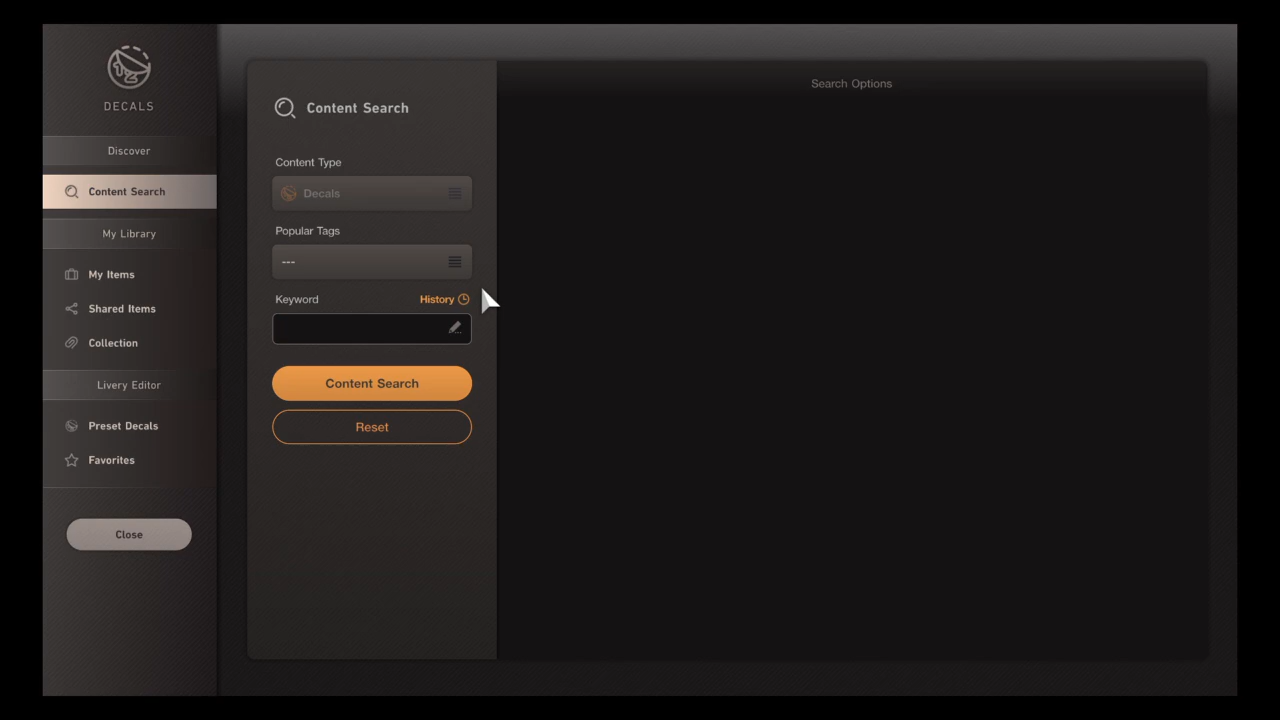 DECALS
Discover
Content Search
My Library
My Items
Shared Items
Collection
Livery Editor
Preset Decals
Favorites
Close
Content Search
Content Type
Decals
Popular Tags
---
Keyword History
Content Search
Reset
Search Options